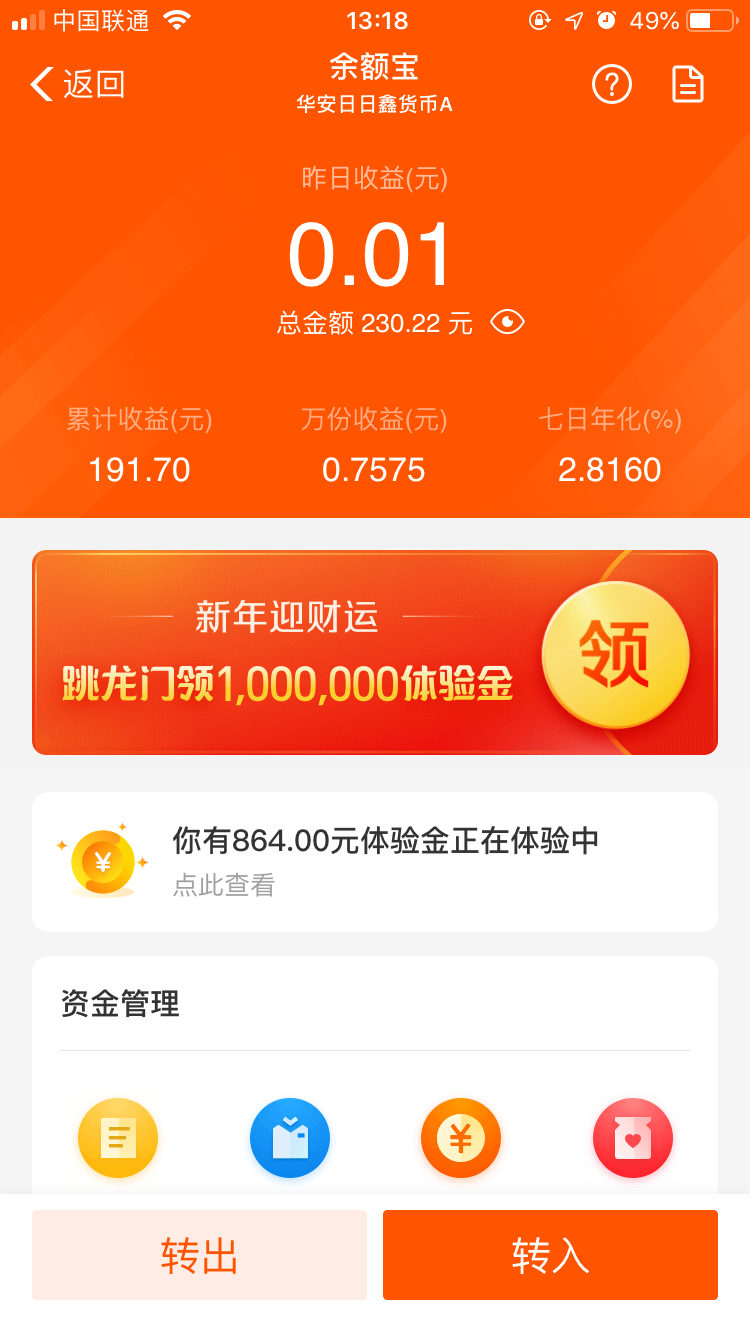 中国联通 13:18 49%
返回 余额宝
华安日日鑫货币A
昨日收益(元)
0.01
总金额 230.22 元
累计收益(元) 万份收益(元) 七日年化(%)
191.70 0.7575 2.8160
新年迎财运
跳龙门领1,000,000体验金
领
你有864.00元体验金正在体验中
点此查看
资金管理
转出 转入